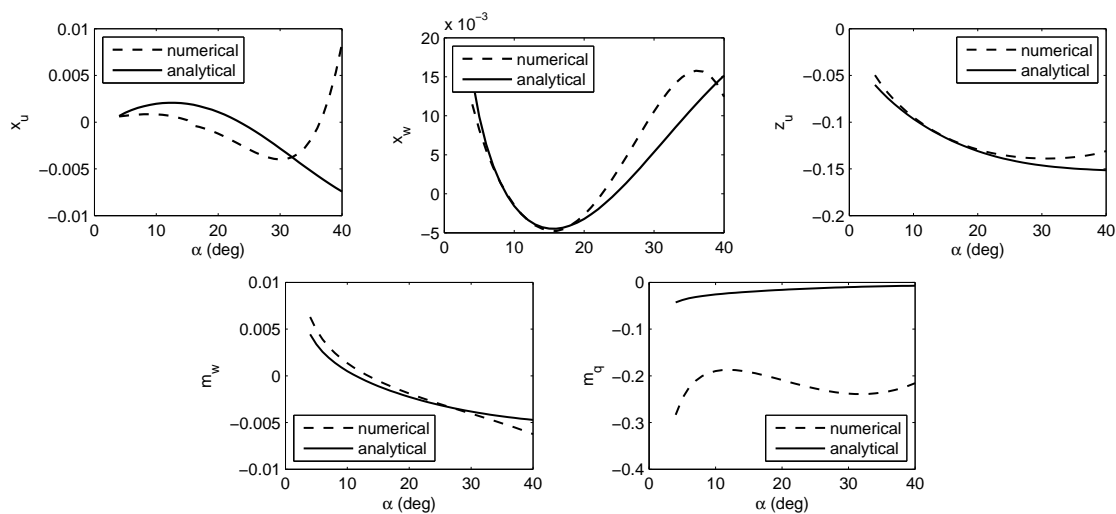 0.01
0.005
0
−0.005
−0.01
x_u
numerical
analytical
0 10 20 30 40
α (deg)
x 10⁻³
20
15
10
5
0
−5
x_w
numerical
analytical
0 10 20 30 40
α (deg)
0
−0.05
−0.1
−0.15
−0.2
z_u
numerical
analytical
0 10 20 30 40
α (deg)
0.01
0.005
0
−0.005
−0.01
m_w
numerical
analytical
0 10 20 30 40
α (deg)
0
−0.1
−0.2
−0.3
−0.4
m_q
numerical
analytical
0 10 20 30 40
α (deg)